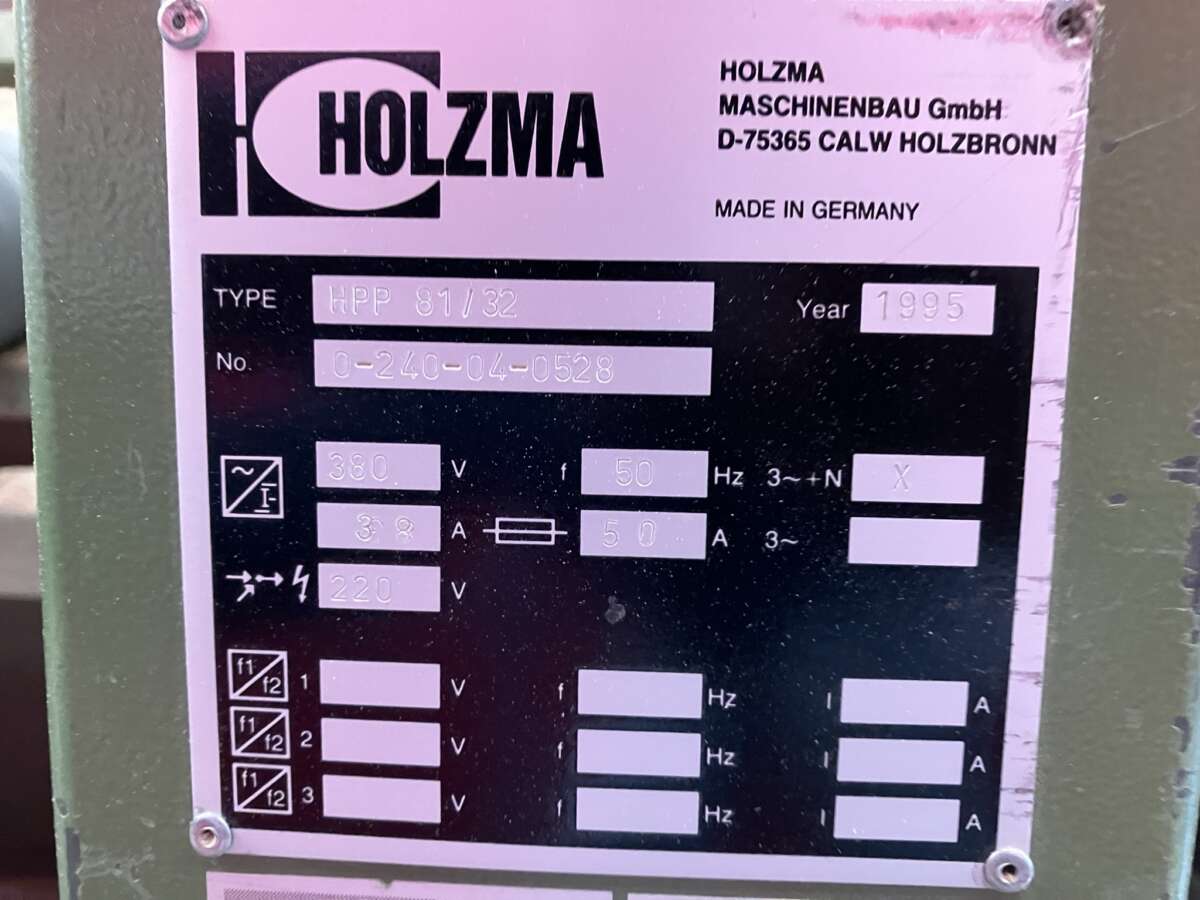 HOLZMA
HOLZMA
MASCHINENBAU GmbH
D-75365 CALW HOLZBRONN
MADE IN GERMANY
TYPE HPP 81/32 Year 1995
No. 0-240-04-0528
380 V f 50 Hz 3~+N X
38 A 50 A 3~
220 V
f1/f2 1 V f Hz I A
f1/f2 2 V f Hz I A
f1/f2 3 V f Hz I A